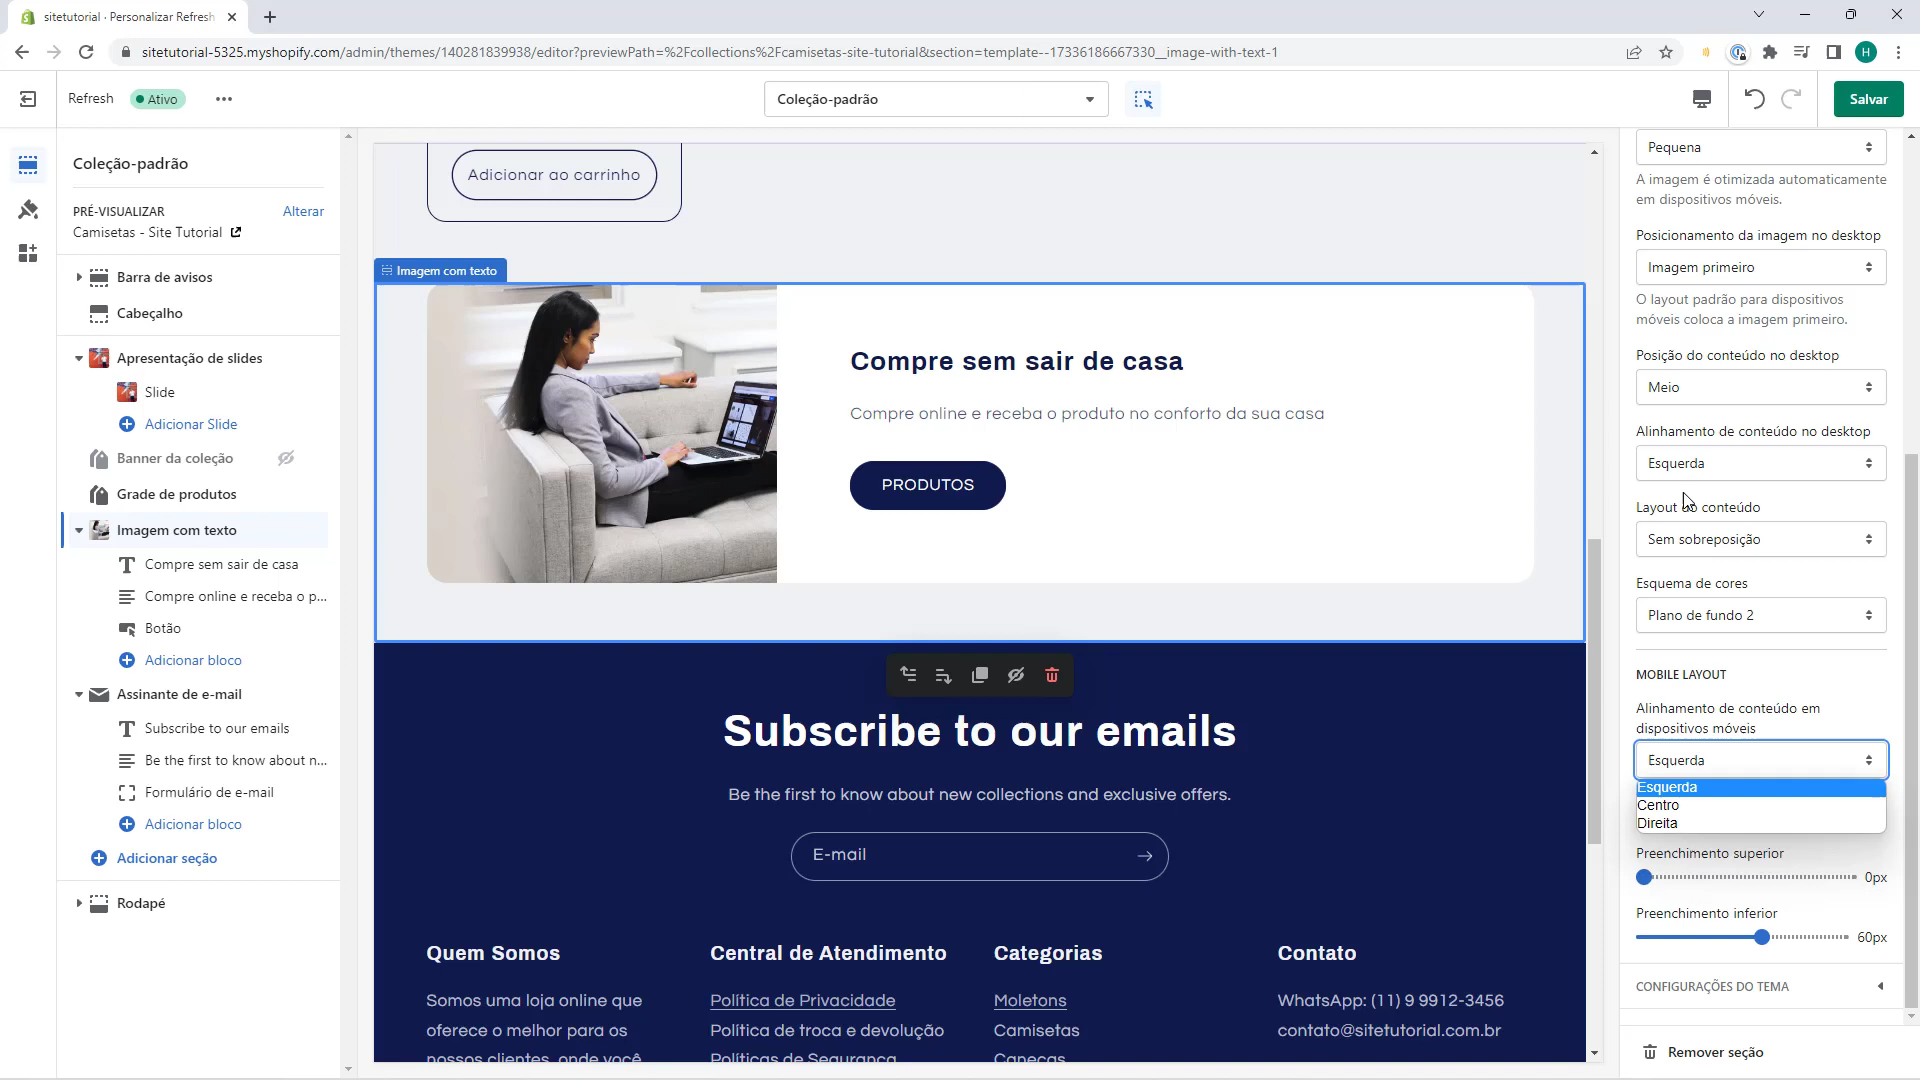 sitetutorial · Personalizar Refresh
sitetutorial-5325.myshopify.com/admin/themes/140281839938/editor?previewPath=%2Fcollections%2Fcamisetas-site-tutorial&section=template--17336186667330__image-with-text-1
H
Refresh
Ativo
Coleção-padrão
Salvar
Coleção-padrão
PRÉ-VISUALIZAR
Alterar
Camisetas - Site Tutorial
Barra de avisos
Cabeçalho
Apresentação de slides
Slide
Adicionar Slide
Banner da coleção
Grade de produtos
Imagem com texto
Compre sem sair de casa
Compre online e receba o p...
Botão
Adicionar bloco
Assinante de e-mail
Subscribe to our emails
Be the first to know about n...
Formulário de e-mail
Adicionar bloco
Adicionar seção
Rodapé
Adicionar ao carrinho
Imagem com texto
Compre sem sair de casa
Compre online e receba o produto no conforto da sua casa
PRODUTOS
Subscribe to our emails
Be the first to know about new collections and exclusive offers.
E-mail
Quem Somos
Somos uma loja online que
oferece o melhor para os
nossos clientes, onde você
Central de Atendimento
Política de Privacidade
Política de troca e devolução
Políticas de Segurança
Categorias
Moletons
Camisetas
Canecas
Contato
WhatsApp: (11) 9 9912-3456
contato@sitetutorial.com.br
Pequena
A imagem é otimizada automaticamente
em dispositivos móveis.
Posicionamento da imagem no desktop
Imagem primeiro
O layout padrão para dispositivos
móveis coloca a imagem primeiro.
Posição do conteúdo no desktop
Meio
Alinhamento de conteúdo no desktop
Esquerda
Layout do conteúdo
Sem sobreposição
Esquema de cores
Plano de fundo 2
MOBILE LAYOUT
Alinhamento de conteúdo em
dispositivos móveis
Esquerda
Esquerda
Centro
Direita
Preenchimento superior
0px
Preenchimento inferior
60px
CONFIGURAÇÕES DO TEMA
Remover seção